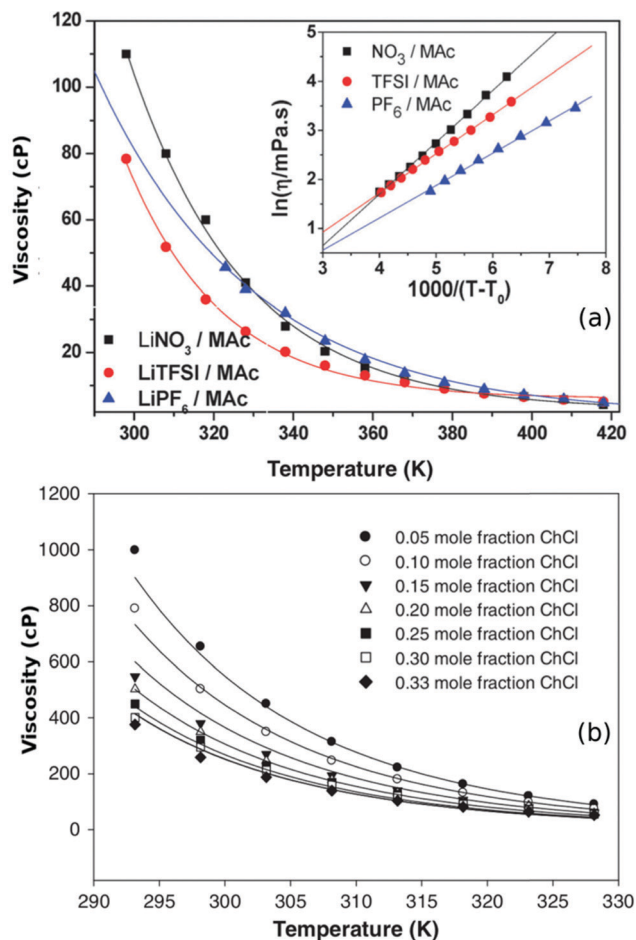 120
100
80
60
40
20
Viscosity (cP)
300 320 340 360 380 400 420
Temperature (K)
LiNO3 / MAc
LiTFSI / MAc
LiPF6 / MAc
5
4
3
2
1
ln(η/mPa.s)
NO3 / MAc
TFSI / MAc
PF6 / MAc
3 4 5 6 7 8
1000/(T-T0)
(a)
1200
1000
800
600
400
200
0
Viscosity (cP)
0.05 mole fraction ChCl
0.10 mole fraction ChCl
0.15 mole fraction ChCl
0.20 mole fraction ChCl
0.25 mole fraction ChCl
0.30 mole fraction ChCl
0.33 mole fraction ChCl
(b)
290 295 300 305 310 315 320 325 330
Temperature (K)